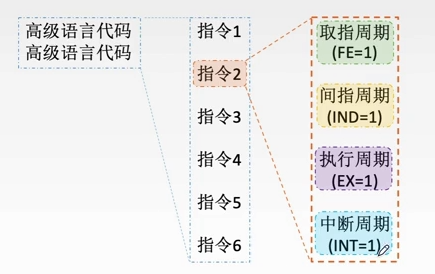 高级语言代码
高级语言代码
指令1
指令2
指令3
指令4
指令5
指令6
取指周期
(FE=1)
间指周期
(IND=1)
执行周期
(EX=1)
中断周期
(INT=1)